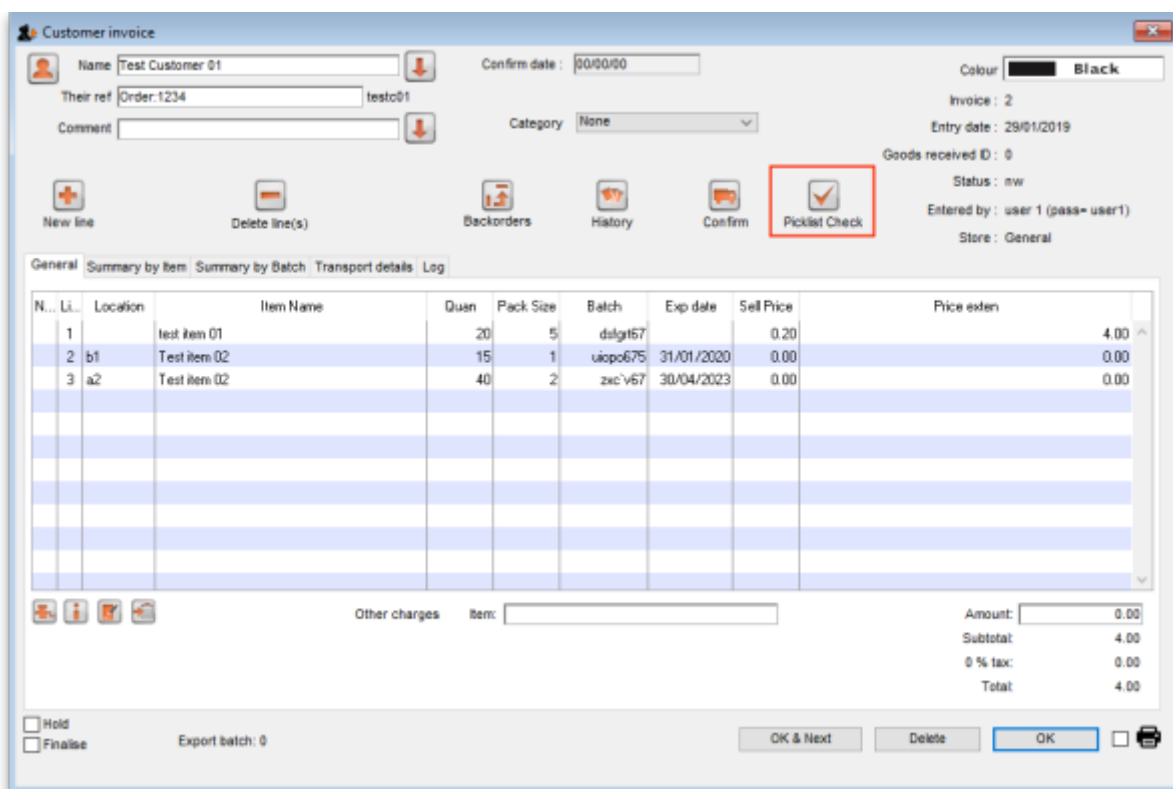 Customer invoice
Name Test Customer 01 Confirm date : 00/00/00 Colour Black
Their ref Order:1234 testc01 Invoice : 2
Comment Category None Entry date : 29/01/2019
Goods received ID : 0
Status : nw
New line Delete line(s) Backorders History Confirm Picklist Check Entered by : user 1 (pass= user1)
Store : General
General Summary by Item Summary by Batch Transport details Log
N... Li... Location Item Name Quan Pack Size Batch Exp date Sell Price Price exten
1 test item 01 20 5 dsfgrt67 0.20 4.00
2 b1 Test item 02 15 1 uiopo675 31/01/2020 0.00 0.00
3 a2 Test item 02 40 2 zxc`v67 30/04/2023 0.00 0.00
Other charges Item: Amount: 0.00
Subtotal: 4.00
0 % tax: 0.00
Total: 4.00
Hold
Finalise Export batch: 0 OK & Next Delete OK